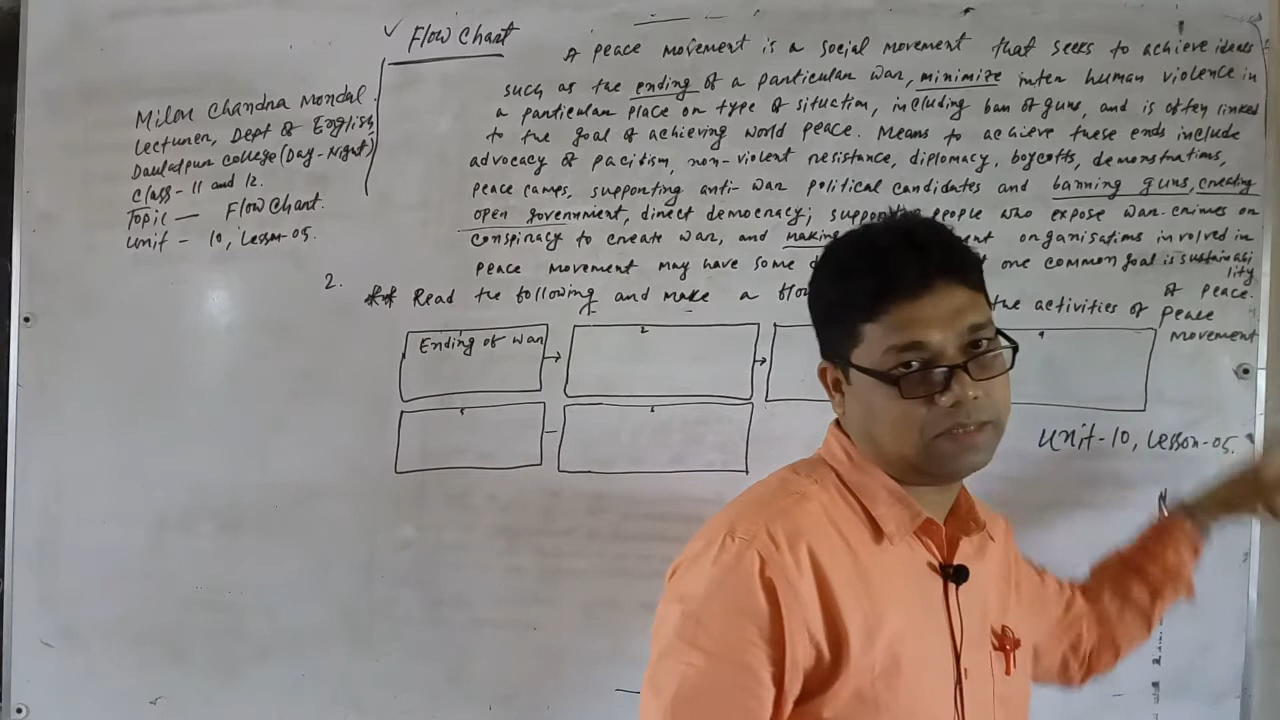 ✓ Flow Chart
Milon Chandra Mondal.
Lecturer, Dept of English,
Daulatpur College (Day-Night)
Class - 11 and 12.
Topic — Flow Chart.
Unit - 10, Lesson-05.
A peace movement is a social movement that seeks to achieve ideals
such as the ending of a particular war, minimize inter human violence in
a particular place or type of situation, including ban of guns, and is often linked
to the goal of achieving world peace. Means to achieve these ends include
advocacy of pacifism, non-violent resistance, diplomacy, boycotts, demonstrations,
peace camps, supporting anti-war political candidates and banning guns, creating
open government, direct democracy; supporting people who expose war-crimes or
conspiracy to create war, and making organisations involved in
peace movement may have some one common goal is sustainability
of peace.
2. ** Read the following and make a flow the activities of peace
movement
Ending of war
2
4
5
6
Unit-10, Lesson-05.